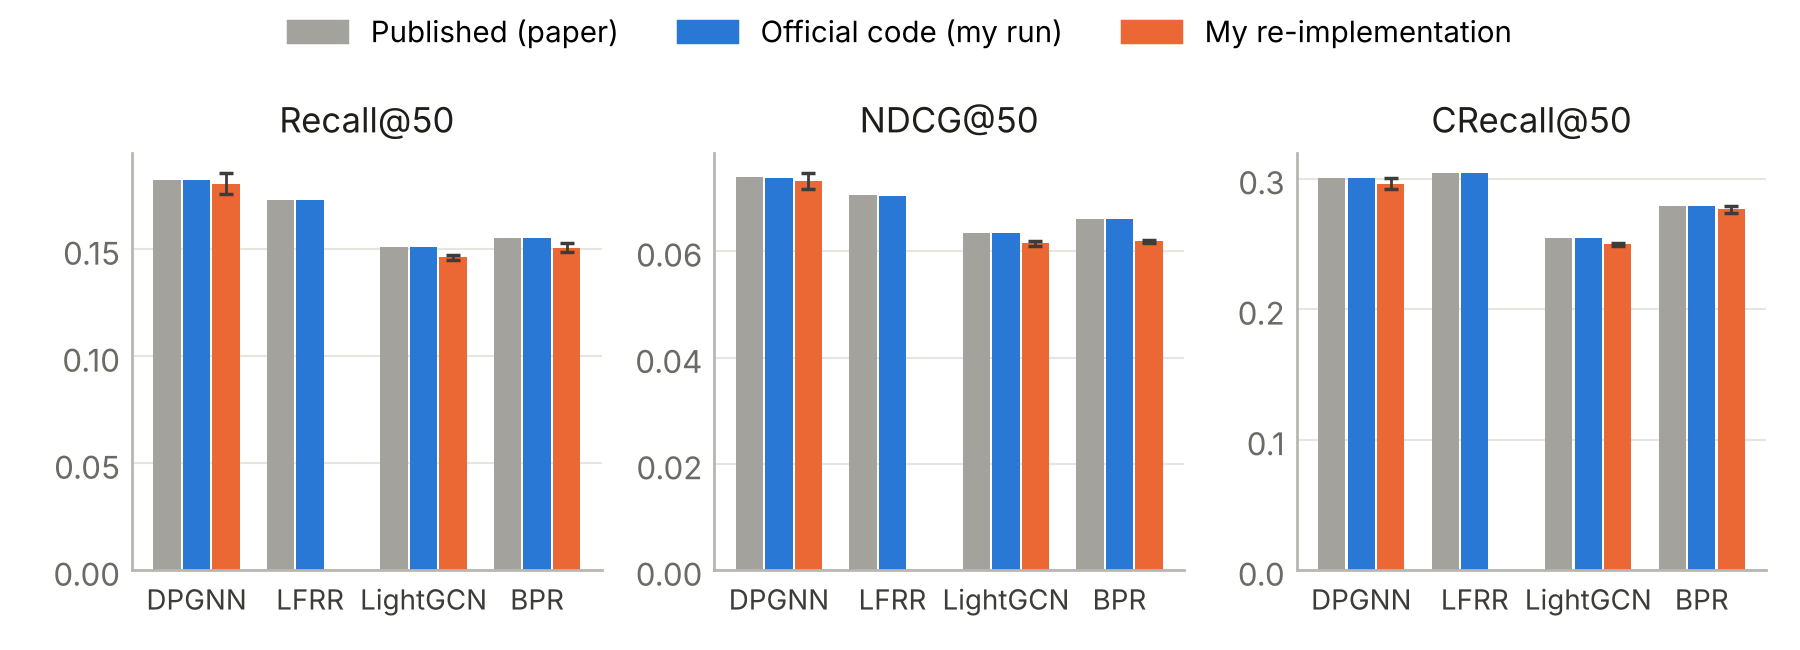 Published (paper) Official code (my run) My re-implementation
Recall@50
0.15
0.10
0.05
0.00
DPGNN LFRR LightGCN BPR
NDCG@50
0.06
0.04
0.02
0.00
DPGNN LFRR LightGCN BPR
CRecall@50
0.3
0.2
0.1
0.0
DPGNN LFRR LightGCN BPR